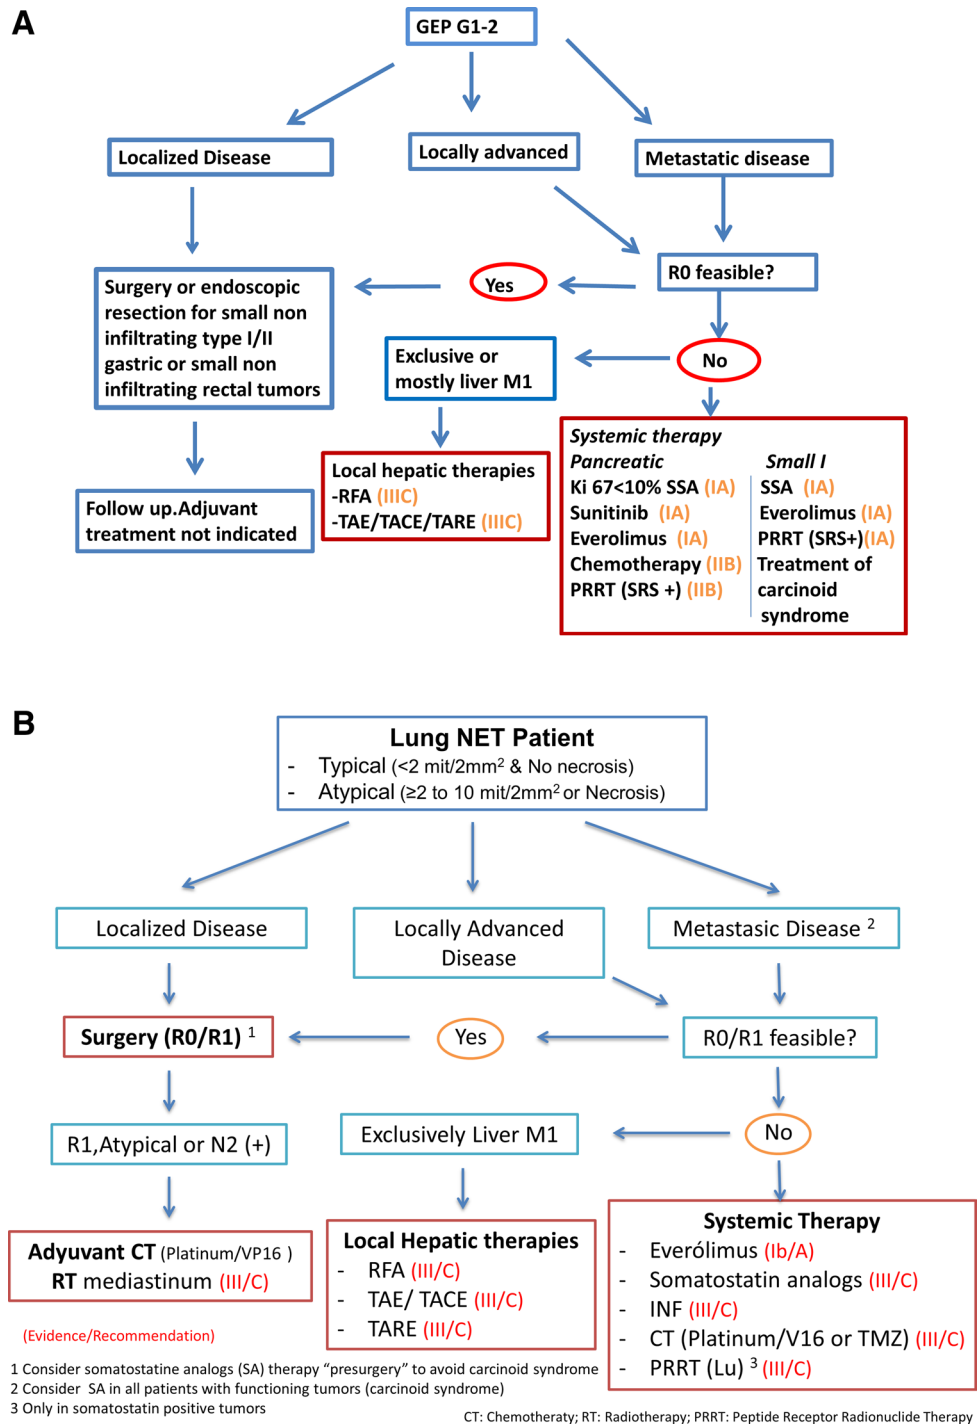 A
GEP G1-2
Localized Disease
Locally advanced
Metastatic disease
R0 feasible?
Yes
Surgery or endoscopic
resection for small non
infiltrating type I/II
gastric or small non
infiltrating rectal tumors
Exclusive or
mostly liver M1
No
Follow up.Adjuvant
treatment not indicated
Local hepatic therapies
-RFA (IIIC)
-TAE/TACE/TARE (IIIC)
Systemic therapy
Pancreatic
Ki 67<10% SSA (IA)
Sunitinib (IA)
Everolimus (IA)
Chemotherapy (IIB)
PRRT (SRS +) (IIB)
Small I
SSA (IA)
Everolimus (IA)
PRRT (SRS+)(IA)
Treatment of
carcinoid
syndrome
B
Lung NET Patient
- Typical (<2 mit/2mm² & No necrosis)
- Atypical (≥2 to 10 mit/2mm² or Necrosis)
Localized Disease
Locally Advanced
Disease
Metastasic Disease ²
Surgery (R0/R1) ¹
Yes
R0/R1 feasible?
R1,Atypical or N2 (+)
Exclusively Liver M1
No
Adyuvant CT (Platinum/VP16 )
RT mediastinum (III/C)
Local Hepatic therapies
- RFA (III/C)
- TAE/ TACE (III/C)
- TARE (III/C)
Systemic Therapy
- Everólimus (Ib/A)
- Somatostatin analogs (III/C)
- INF (III/C)
- CT (Platinum/V16 or TMZ) (III/C)
- PRRT (Lu) ³ (III/C)
(Evidence/Recommendation)
1 Consider somatostatine analogs (SA) therapy “presurgery” to avoid carcinoid syndrome
2 Consider SA in all patients with functioning tumors (carcinoid syndrome)
3 Only in somatostatin positive tumors
CT: Chemotheraty; RT: Radiotherapy; PRRT: Peptide Receptor Radionuclide Therapy